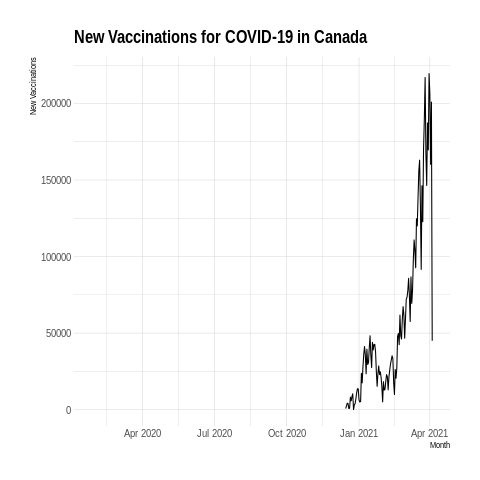 New Vaccinations for COVID-19 in Canada
New Vaccinations
200000
150000
100000
50000
0
Apr 2020 Jul 2020 Oct 2020 Jan 2021 Apr 2021
Month